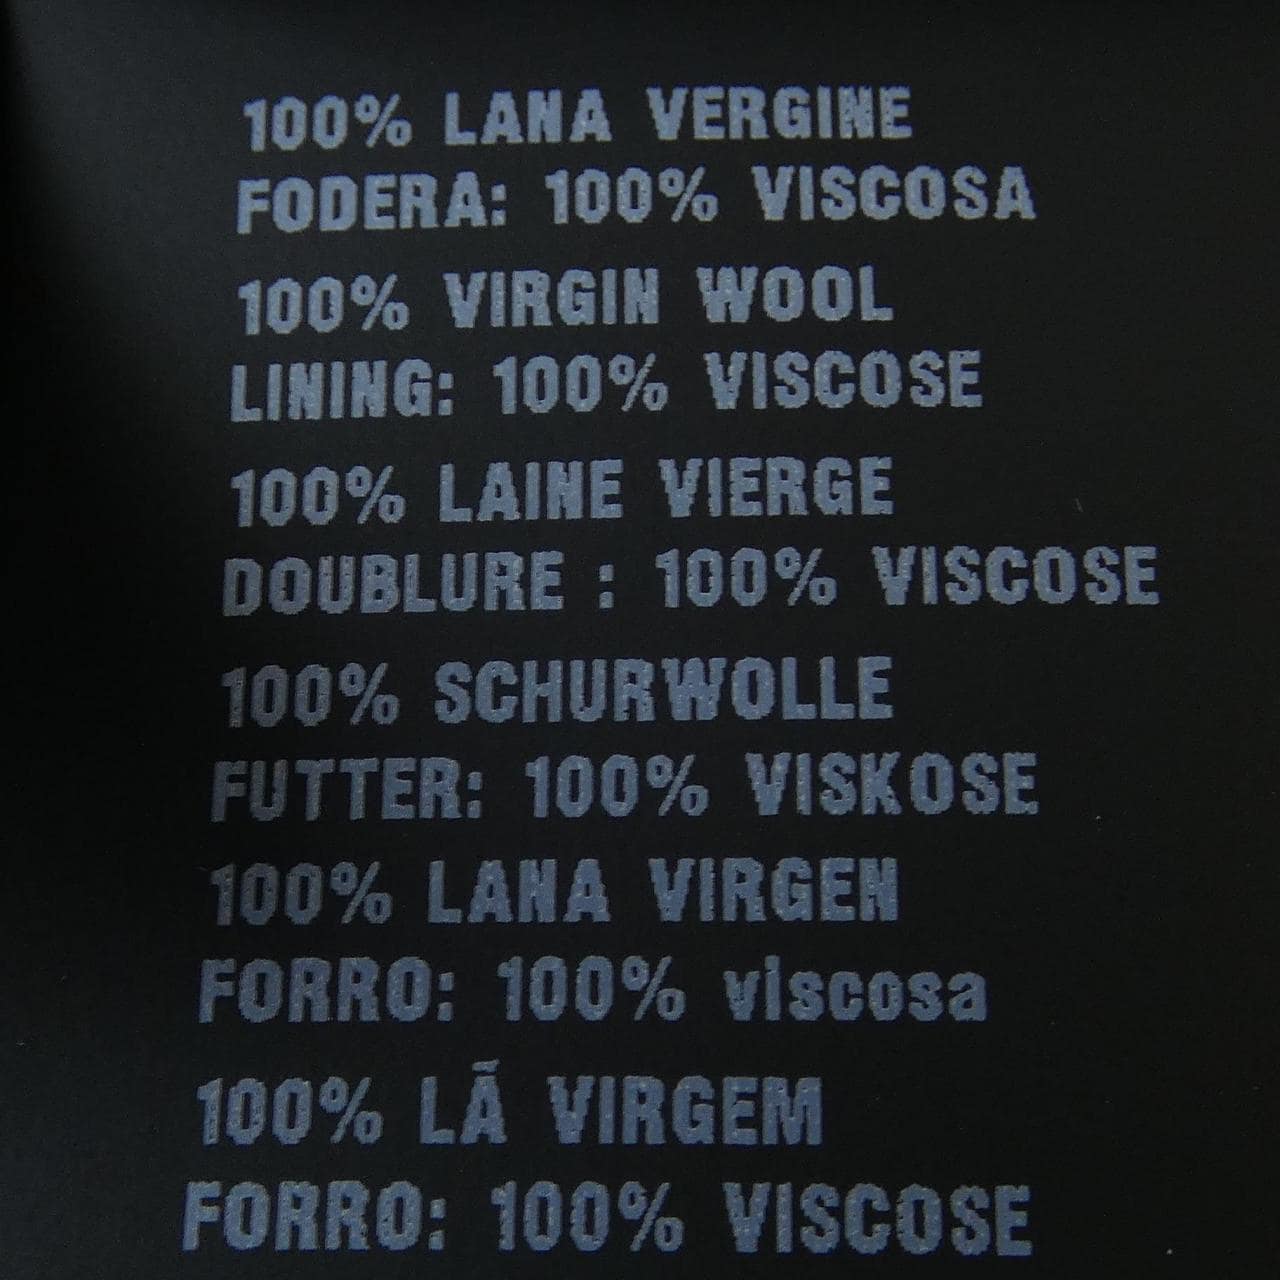 100% LANA VERGINE
FODERA: 100% VISCOSA
100% VIRGIN WOOL
LINING: 100% VISCOSE
100% LAINE VIERGE
DOUBLURE : 100% VISCOSE
100% SCHURWOLLE
FUTTER: 100% VISKOSE
100% LANA VIRGEN
FORRO: 100% viscosa
100% LÃ VIRGEM
FORRO: 100% VISCOSE